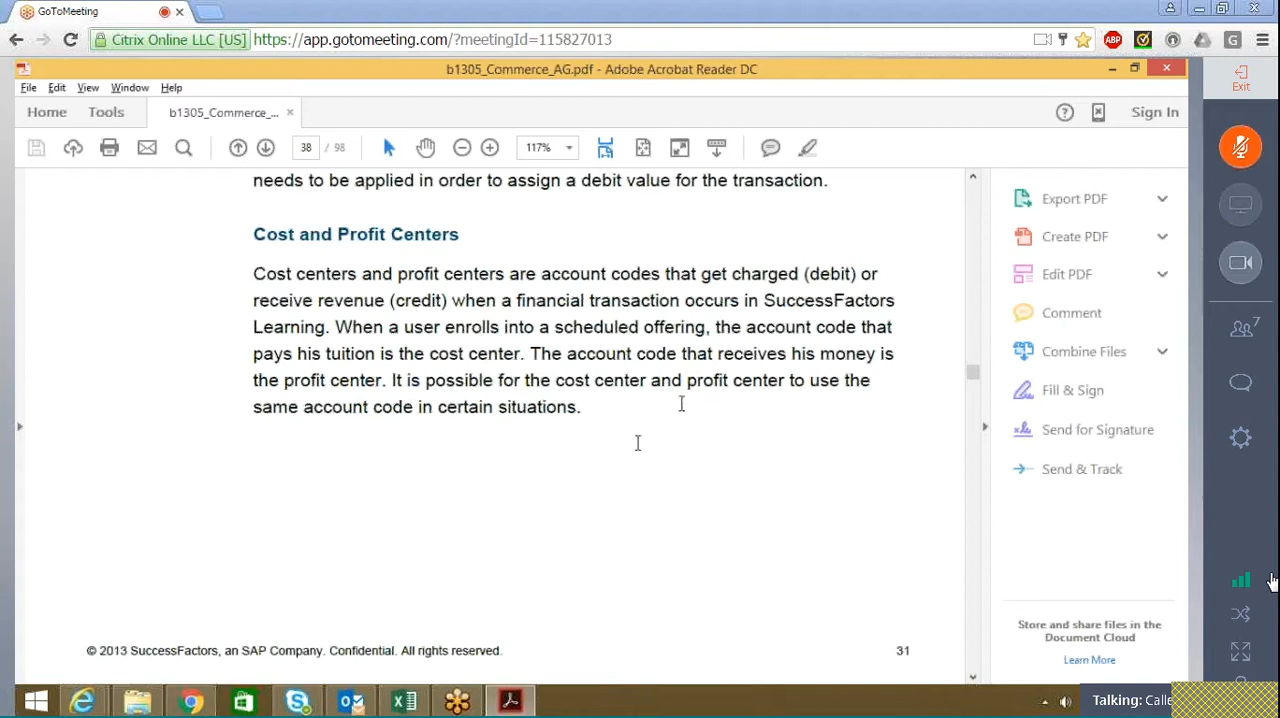 GoToMeeting
Citrix Online LLC [US] https://app.gotomeeting.com/?meetingId=115827013
ABP
G
b1305_Commerce_AG.pdf - Adobe Acrobat Reader DC
Exit
File Edit View Window Help
Home Tools b1305_Commerce_... Sign In
38 / 98 117%
needs to be applied in order to assign a debit value for the transaction.
Cost and Profit Centers
Cost centers and profit centers are account codes that get charged (debit) or
receive revenue (credit) when a financial transaction occurs in SuccessFactors
Learning. When a user enrolls into a scheduled offering, the account code that
pays his tuition is the cost center. The account code that receives his money is
the profit center. It is possible for the cost center and profit center to use the
same account code in certain situations.
© 2013 SuccessFactors, an SAP Company. Confidential. All rights reserved. 31
Export PDF
Create PDF
Edit PDF
Comment
Combine Files
Fill & Sign
Send for Signature
Send & Track
Store and share files in the
Document Cloud
Learn More
7
Talking: Calle